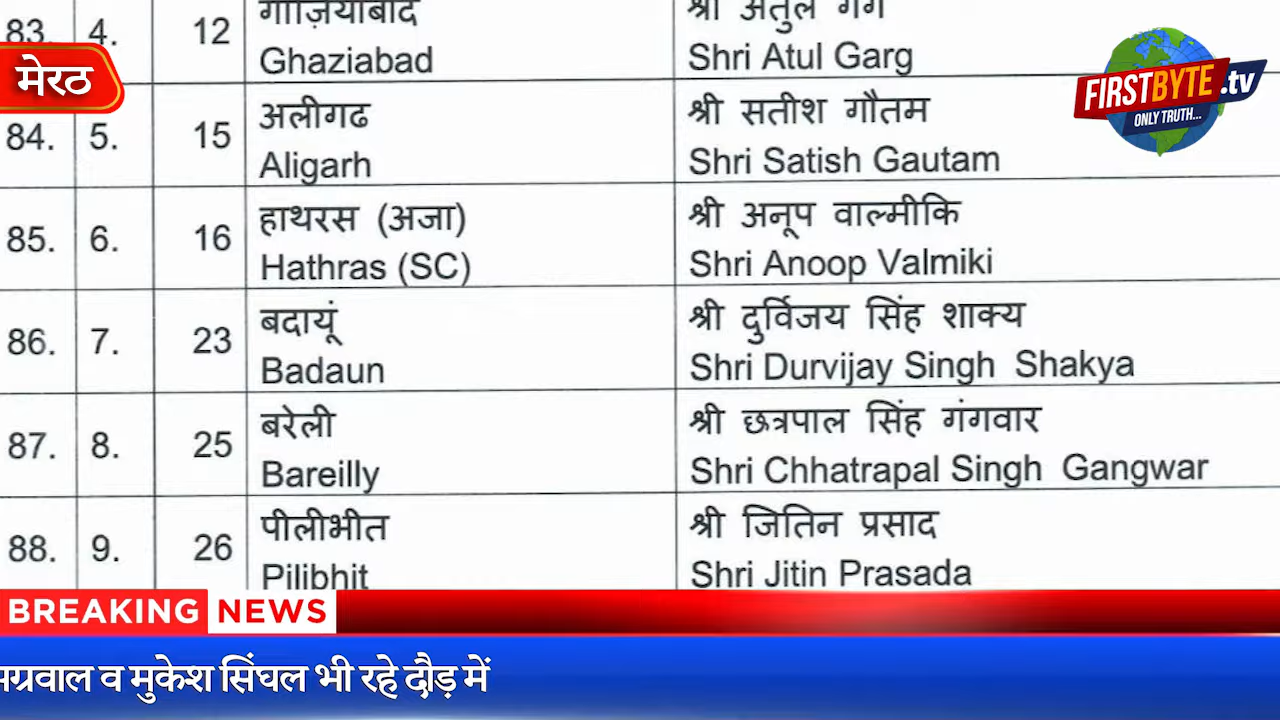 83. 4. 12 गाज़ियाबाद श्री अतुल गर्ग
Ghaziabad Shri Atul Garg
मेरठ
FIRSTBYTE.tv
ONLY TRUTH...
84. 5. 15 अलीगढ श्री सतीश गौतम
Aligarh Shri Satish Gautam
85. 6. 16 हाथरस (अजा) श्री अनूप वाल्मीकि
Hathras (SC) Shri Anoop Valmiki
86. 7. 23 बदायूं श्री दुर्विजय सिंह शाक्य
Badaun Shri Durvijay Singh Shakya
87. 8. 25 बरेली श्री छत्रपाल सिंह गंगवार
Bareilly Shri Chhatrapal Singh Gangwar
88. 9. 26 पीलीभीत श्री जितिन प्रसाद
Pilibhit Shri Jitin Prasada
BREAKING NEWS
व मुकेश सिंघल भी रहे दौड़ में